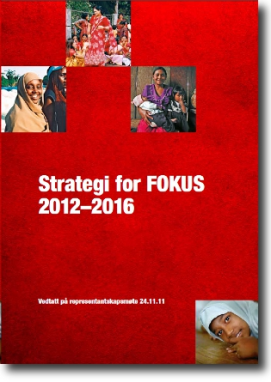 Strategi for FOKUS
2012–2016
Vedtatt på representantskapsmøte 24.11.11